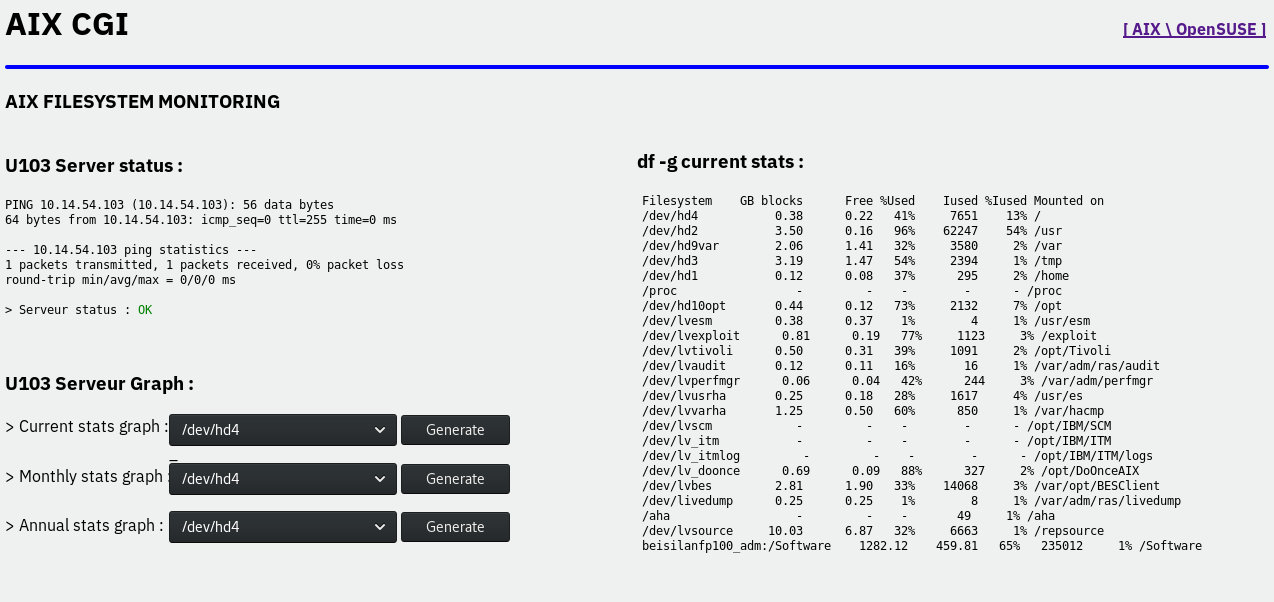 AIX CGI
[ AIX \ OpenSUSE ]
AIX FILESYSTEM MONITORING
U103 Server status :
PING 10.14.54.103 (10.14.54.103): 56 data bytes
64 bytes from 10.14.54.103: icmp_seq=0 ttl=255 time=0 ms
--- 10.14.54.103 ping statistics ---
1 packets transmitted, 1 packets received, 0% packet loss
round-trip min/avg/max = 0/0/0 ms
> Serveur status : OK
U103 Serveur Graph :
> Current stats graph : /dev/hd4 Generate
> Monthly stats graph : /dev/hd4 Generate
> Annual stats graph : /dev/hd4 Generate
df -g current stats :
Filesystem    GB blocks      Free %Used    Iused %Iused Mounted on
/dev/hd4           0.38      0.22   41%     7651    13% /
/dev/hd2           3.50      0.16   96%    62247    54% /usr
/dev/hd9var        2.06      1.41   32%     3580     2% /var
/dev/hd3           3.19      1.47   54%     2394     1% /tmp
/dev/hd1           0.12      0.08   37%      295     2% /home
/proc                 -         -    -         -      - /proc
/dev/hd10opt       0.44      0.12   73%     2132     7% /opt
/dev/lvesm         0.38      0.37    1%        4     1% /usr/esm
/dev/lvexploit      0.81      0.19   77%     1123     3% /exploit
/dev/lvtivoli      0.50      0.31   39%     1091     2% /opt/Tivoli
/dev/lvaudit       0.12      0.11   16%       16     1% /var/adm/ras/audit
/dev/lvperfmgr      0.06      0.04   42%      244     3% /var/adm/perfmgr
/dev/lvusrha       0.25      0.18   28%     1617     4% /usr/es
/dev/lvvarha       1.25      0.50   60%      850     1% /var/hacmp
/dev/lvscm            -         -    -         -      - /opt/IBM/SCM
/dev/lv_itm           -         -    -         -      - /opt/IBM/ITM
/dev/lv_itmlog         -         -    -         -      - /opt/IBM/ITM/logs
/dev/lv_doonce      0.69      0.09   88%      327     2% /opt/DoOnceAIX
/dev/lvbes         2.81      1.90   33%    14068     3% /var/opt/BESClient
/dev/livedump      0.25      0.25    1%        8     1% /var/adm/ras/livedump
/aha                  -         -    -        49     1% /aha
/dev/lvsource     10.03      6.87   32%     6663     1% /repsource
beisilanfp100_adm:/Software    1282.12    459.81   65%   235012     1% /Software